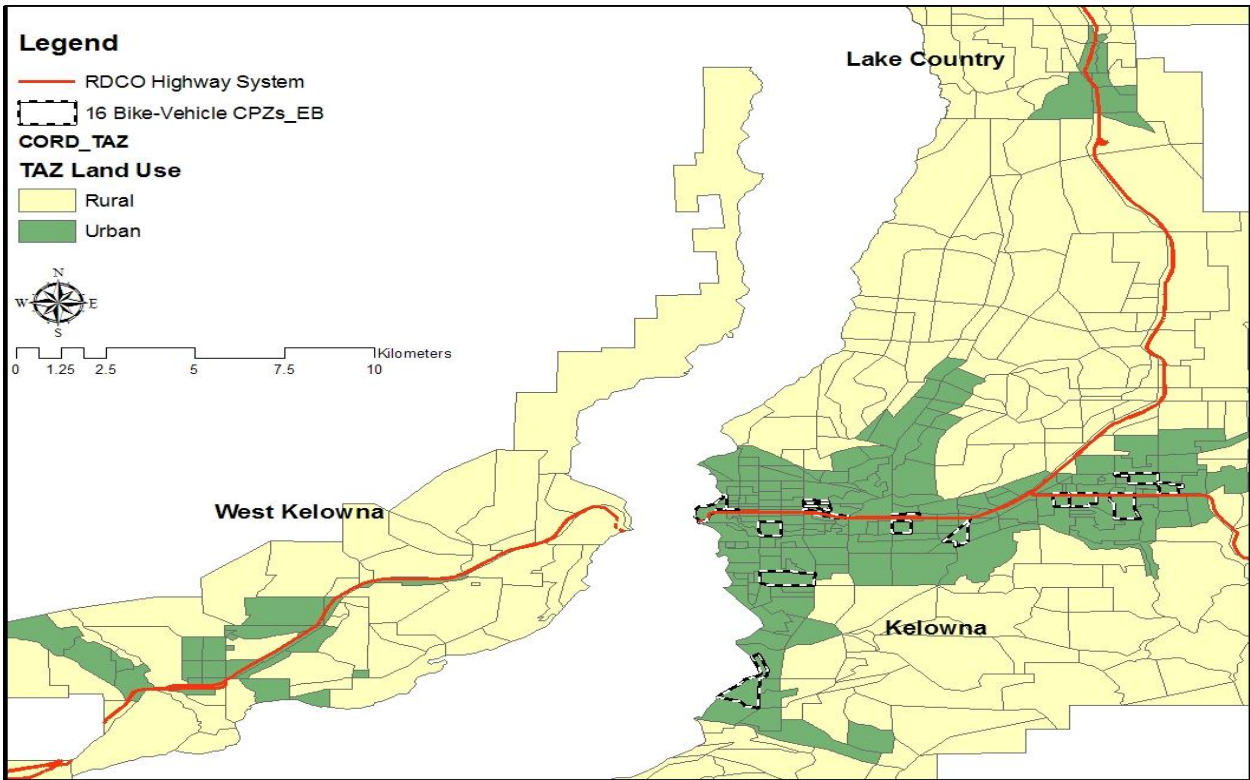 Legend
RDCO Highway System
16 Bike-Vehicle CPZs_EB
CORD_TAZ
TAZ Land Use
Rural
Urban
N
W E
S
Kilometers
0 1.25 2.5 5 7.5 10
Lake Country
West Kelowna
Kelowna